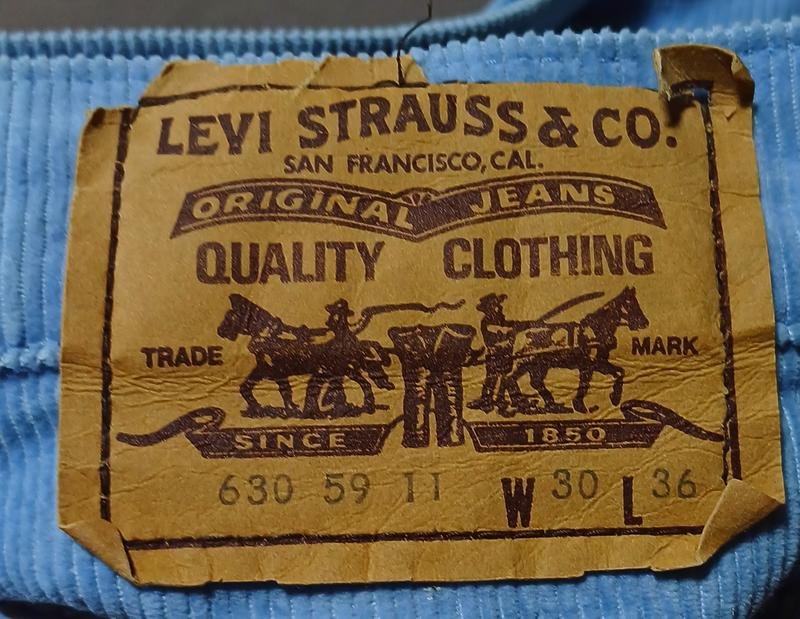 LEVI STRAUSS & CO.
SAN FRANCISCO, CAL.
ORIGINAL JEANS
QUALITY CLOTHING
TRADE MARK
SINCE 1850
630 59 11 W 30 L 36